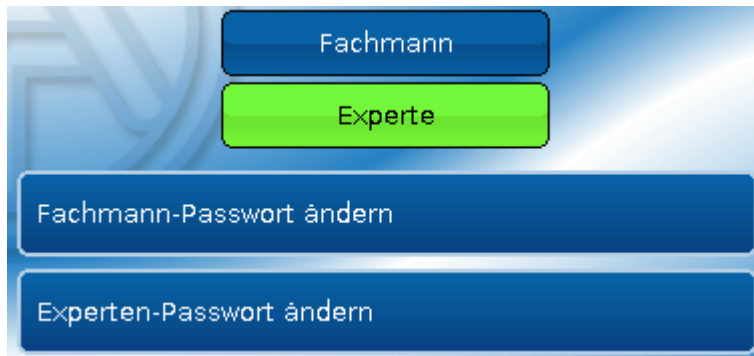 Fachmann
Experte
Fachmann-Passwort ändern
Experten-Passwort ändern